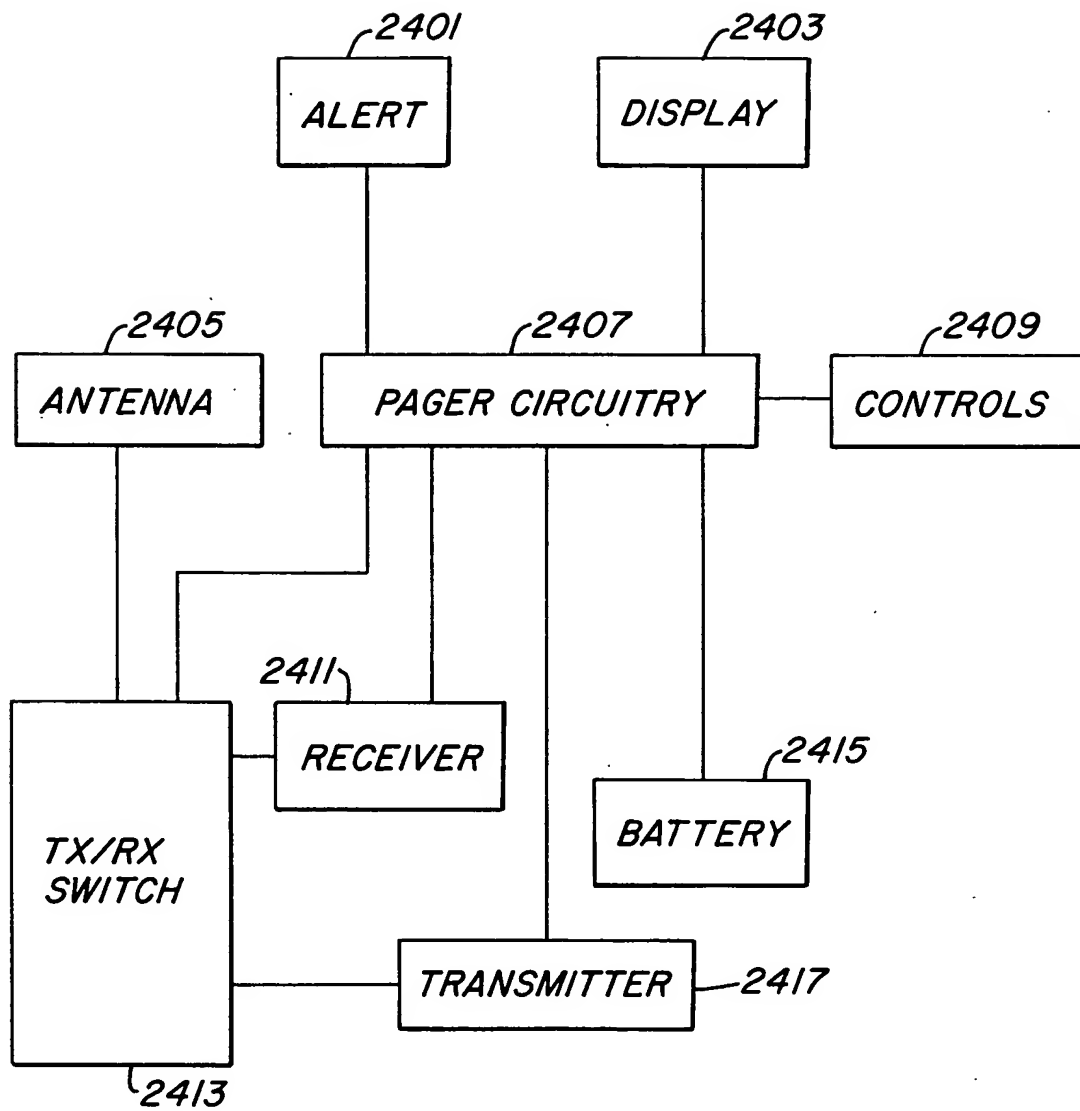 2401
2403
ALERT
DISPLAY
2405
2407
2409
ANTENNA
PAGER CIRCUITRY
CONTROLS
2411
RECEIVER
2415
BATTERY
TX/RX
SWITCH
TRANSMITTER
2417
2413